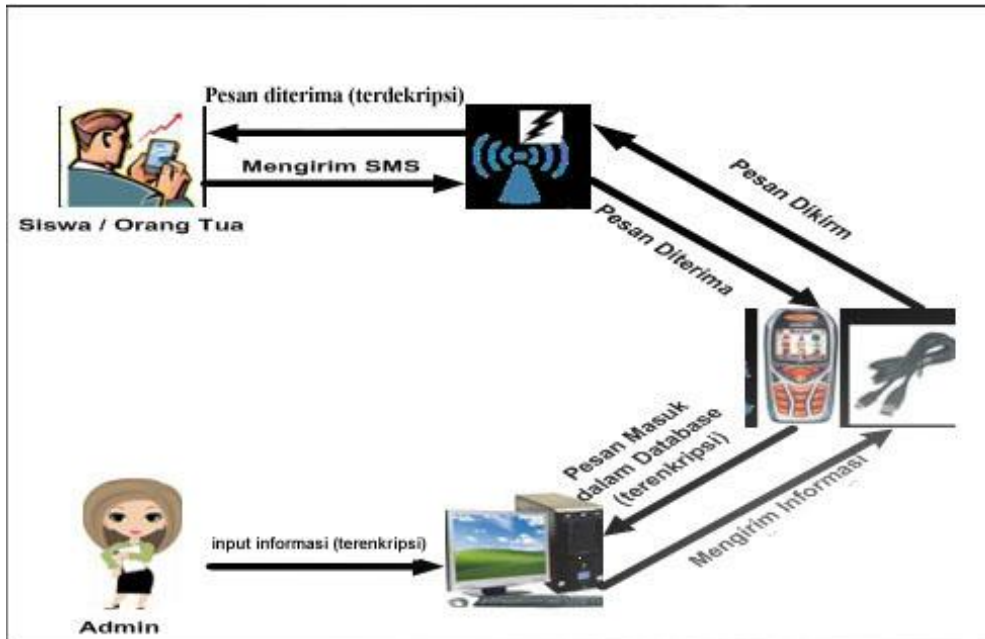 Pesan diterima (terdekripsi)
Mengirim SMS
Siswa / Orang Tua
Pesan Dikirm
Pesan Diterima
Pesan Masuk
dalam Database
(terenkripsi)
Mengirim Informasi
input informasi (terenkripsi)
Admin